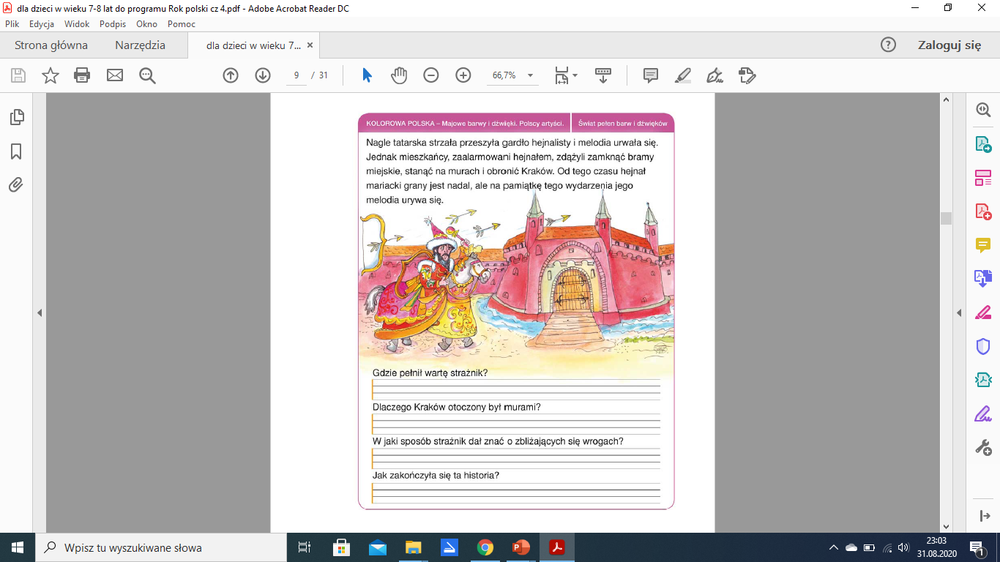 dla dzieci w wieku 7-8 lat do programu Rok polski cz 4.pdf - Adobe Acrobat Reader DC
Plik Edycja Widok Podpis Okno Pomoc
Strona główna Narzędzia dla dzieci w wieku 7... × Zaloguj się
9 / 31 66,7%
KOLOROWA POLSKA – Majowe barwy i dźwięki. Polscy artyści. Świat pełen barw i dźwięków
Nagle tatarska strzała przeszyła gardło hejnalisty i melodia urwała się.
Jednak mieszkańcy, zaalarmowani hejnałem, zdążyli zamknąć bramy
miejskie, stanąć na murach i obronić Kraków. Od tego czasu hejnał
mariacki grany jest nadal, ale na pamiątkę tego wydarzenia jego
melodia urywa się.
Gdzie pełnił wartę strażnik?
Dlaczego Kraków otoczony był murami?
W jaki sposób strażnik dał znać o zbliżających się wrogach?
Jak zakończyła się ta historia?
Wpisz tu wyszukiwane słowa
23:03
31.08.2020
1